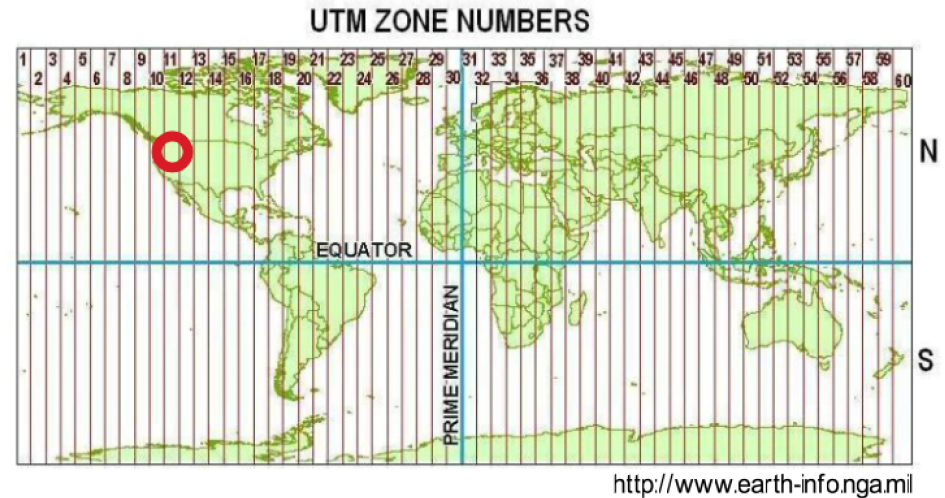 UTM ZONE NUMBERS
1 3 5 7 9 11 13 15 17 19 21 23 25 27 29 31 33 35 37 39 41 43 45 47 49 51 53 55 57 59
2 4 6 8 10 12 14 16 18 20 22 24 26 28 30 32 34 36 38 40 42 44 46 48 50 52 54 56 58 60
N
EQUATOR
PRIME MERIDIAN
S
http://www.earth-info.nga.mil